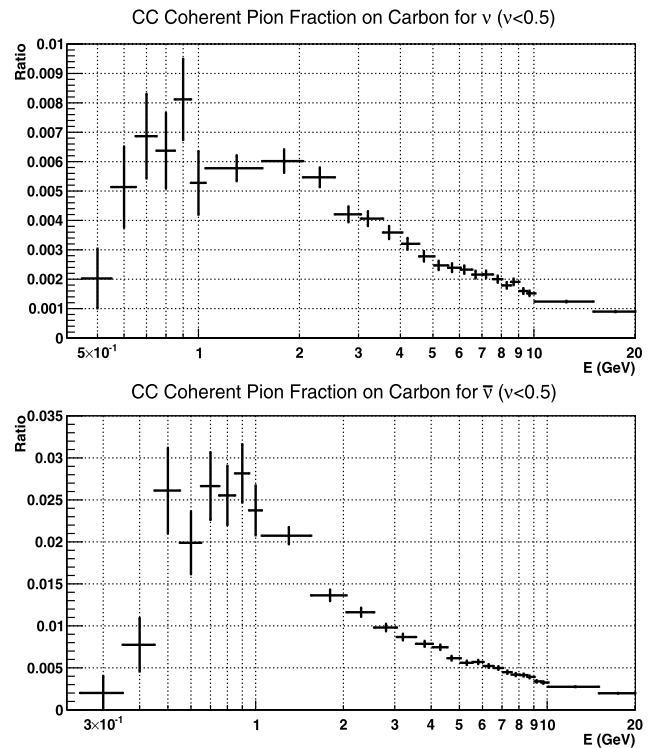 CC Coherent Pion Fraction on Carbon for ν (ν<0.5)
Ratio
0.01
0.009
0.008
0.007
0.006
0.005
0.004
0.003
0.002
0.001
0
5×10⁻¹ 1 2 3 4 5 6 7 8 9 10 20
E (GeV)
CC Coherent Pion Fraction on Carbon for ν̅ (ν<0.5)
Ratio
0.035
0.03
0.025
0.02
0.015
0.01
0.005
0
3×10⁻¹ 1 2 3 4 5 6 7 8 9 10 20
E (GeV)